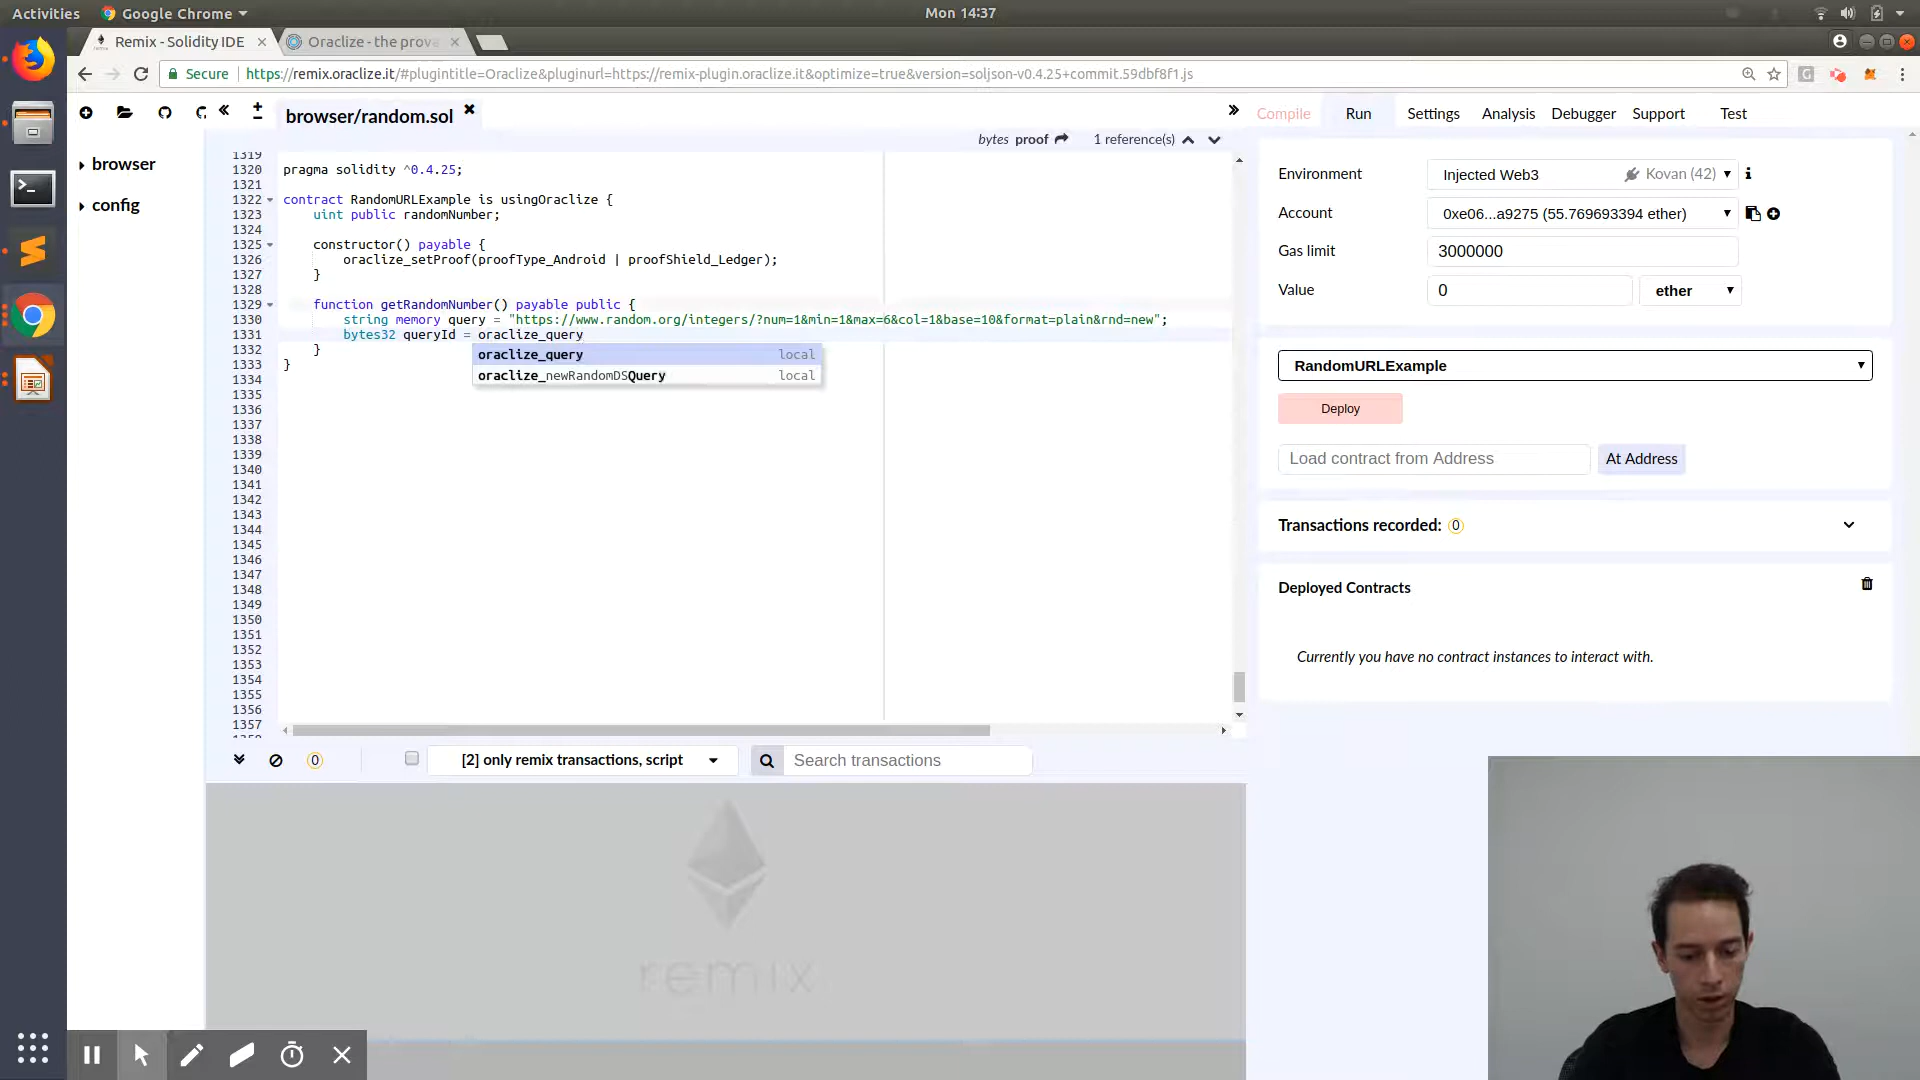 Activities
Google Chrome
Mon 14:37
Remix - Solidity IDE
Oraclize - the prova
Secure
https://remix.oraclize.it/#plugintitle=Oraclize&pluginurl=https://remix-plugin.oraclize.it&optimize=true&version=soljson-v0.4.25+commit.59dbf8f1.js
browser/random.sol
Compile
Run
Settings
Analysis
Debugger
Support
Test
bytes proof
1 reference(s)
browser
config
1319
1320 pragma solidity ^0.4.25;
1321
1322 contract RandomURLExample is usingOraclize {
1323 uint public randomNumber;
1324
1325 constructor() payable {
1326 oraclize_setProof(proofType_Android | proofShield_Ledger);
1327 }
1328
1329 function getRandomNumber() payable public {
1330 string memory query = "https://www.random.org/integers/?num=1&min=1&max=6&col=1&base=10&format=plain&rnd=new";
1331 bytes32 queryId = oraclize_query
1332 }
1333 }
oraclize_query local
oraclize_newRandomDSQuery local
1334
1335
1336
1337
1338
1339
1340
1341
1342
1343
1344
1345
1346
1347
1348
1349
1350
1351
1352
1353
1354
1355
1356
1357
Environment
Injected Web3
Kovan (42)
Account
0xe06...a9275 (55.769693394 ether)
Gas limit
3000000
Value
0
ether
RandomURLExample
Deploy
Load contract from Address
At Address
Transactions recorded: 0
Deployed Contracts
Currently you have no contract instances to interact with.
0
[2] only remix transactions, script
Search transactions
remix